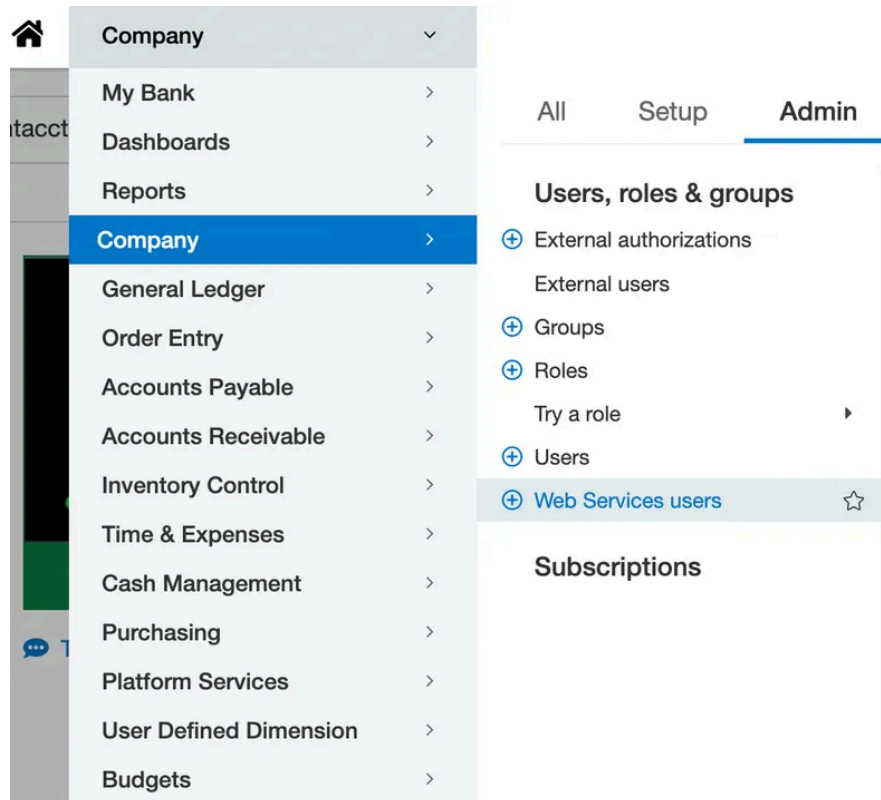 Company
My Bank
Dashboards
Reports
Company
General Ledger
Order Entry
Accounts Payable
Accounts Receivable
Inventory Control
Time & Expenses
Cash Management
Purchasing
Platform Services
User Defined Dimension
Budgets
All Setup Admin
Users, roles & groups
External authorizations
External users
Groups
Roles
Try a role
Users
Web Services users
Subscriptions